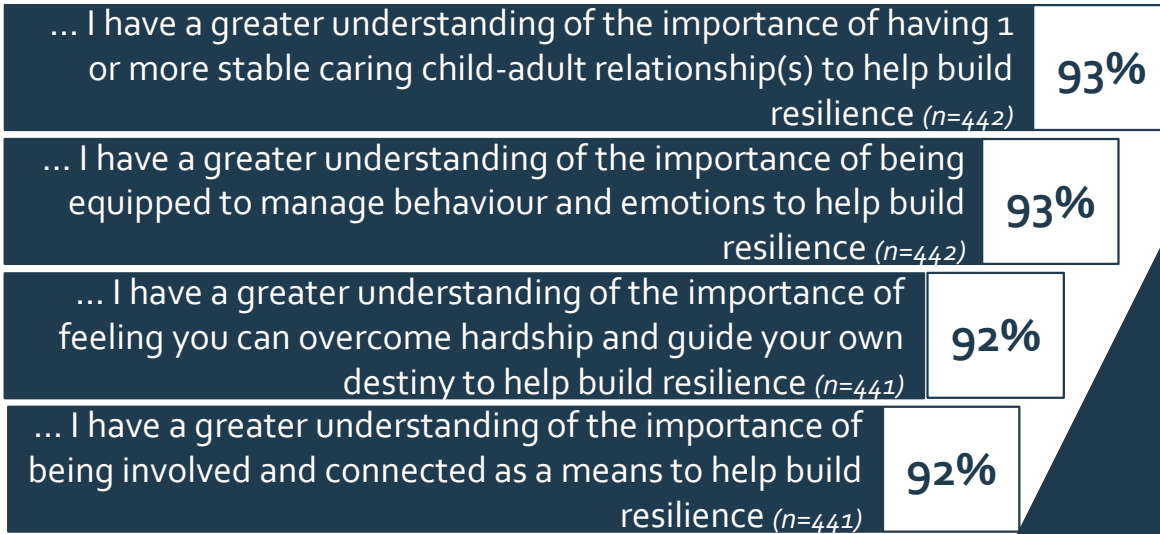 ... I have a greater understanding of the importance of having 1
or more stable caring child-adult relationship(s) to help build
resilience (n=442)
93%
... I have a greater understanding of the importance of being
equipped to manage behaviour and emotions to help build
resilience (n=442)
93%
... I have a greater understanding of the importance of
feeling you can overcome hardship and guide your own
destiny to help build resilience (n=441)
92%
... I have a greater understanding of the importance of
being involved and connected as a means to help build
resilience (n=441)
92%